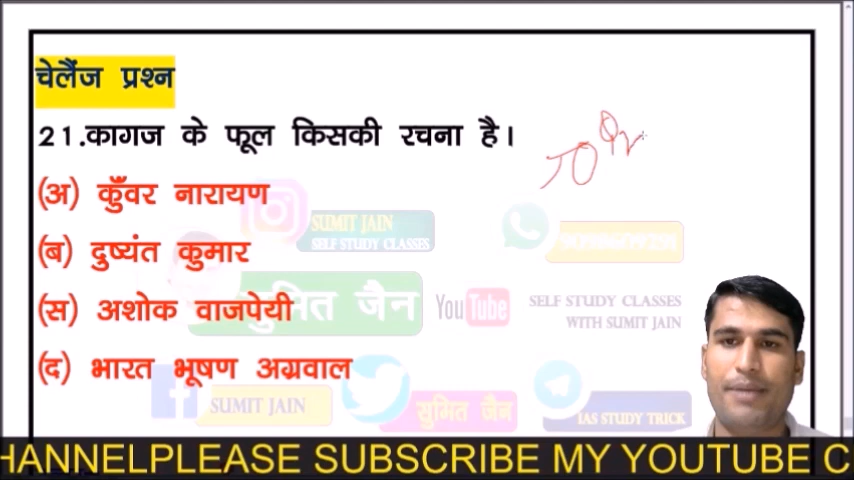 चेलैंज प्रश्न
21.कागज के फूल किसकी रचना है।
(अ) कुँवर नारायण
(ब) दुष्यंत कुमार
(स) अशोक वाजपेयी
(द) भारत भूषण अग्रवाल
SUMIT JAIN
SELF STUDY CLASSES
सुमित जैन
YouTube
SELF STUDY CLASSES
WITH SUMIT JAIN
SUMIT JAIN
सुमित जैन
IAS STUDY TRICK
HANNELPLEASE SUBSCRIBE MY YOUTUBE C